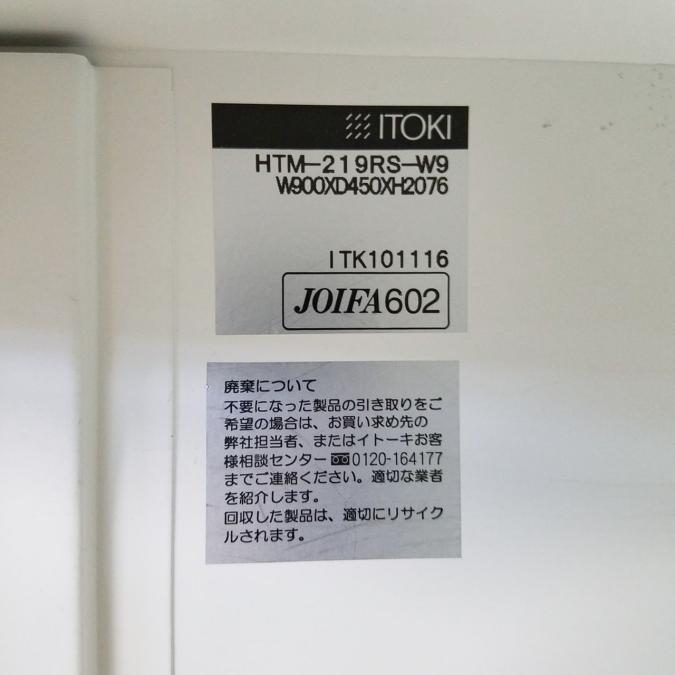 ITOKI
HTM-219RS-W9
W900XD450XH2076
ITK101116
JOIFA602
廃棄について
不要になった製品の引き取りをご
希望の場合は、お買い求め先の
弊社担当者、またはイトーキお客
様相談センター 0120-164177
までご連絡ください。適切な業者
を紹介します。
回収した製品は、適切にリサイク
ルされます。